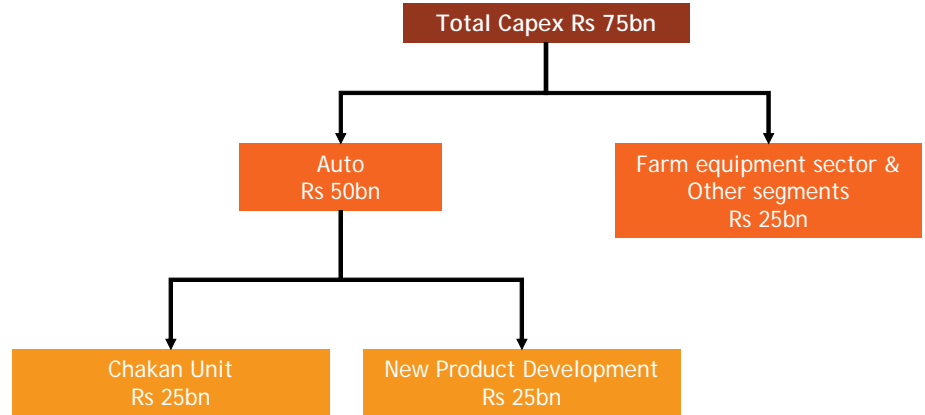 Total Capex Rs 75bn
Auto
Rs 50bn
Farm equipment sector &
Other segments
Rs 25bn
Chakan Unit
Rs 25bn
New Product Development
Rs 25bn